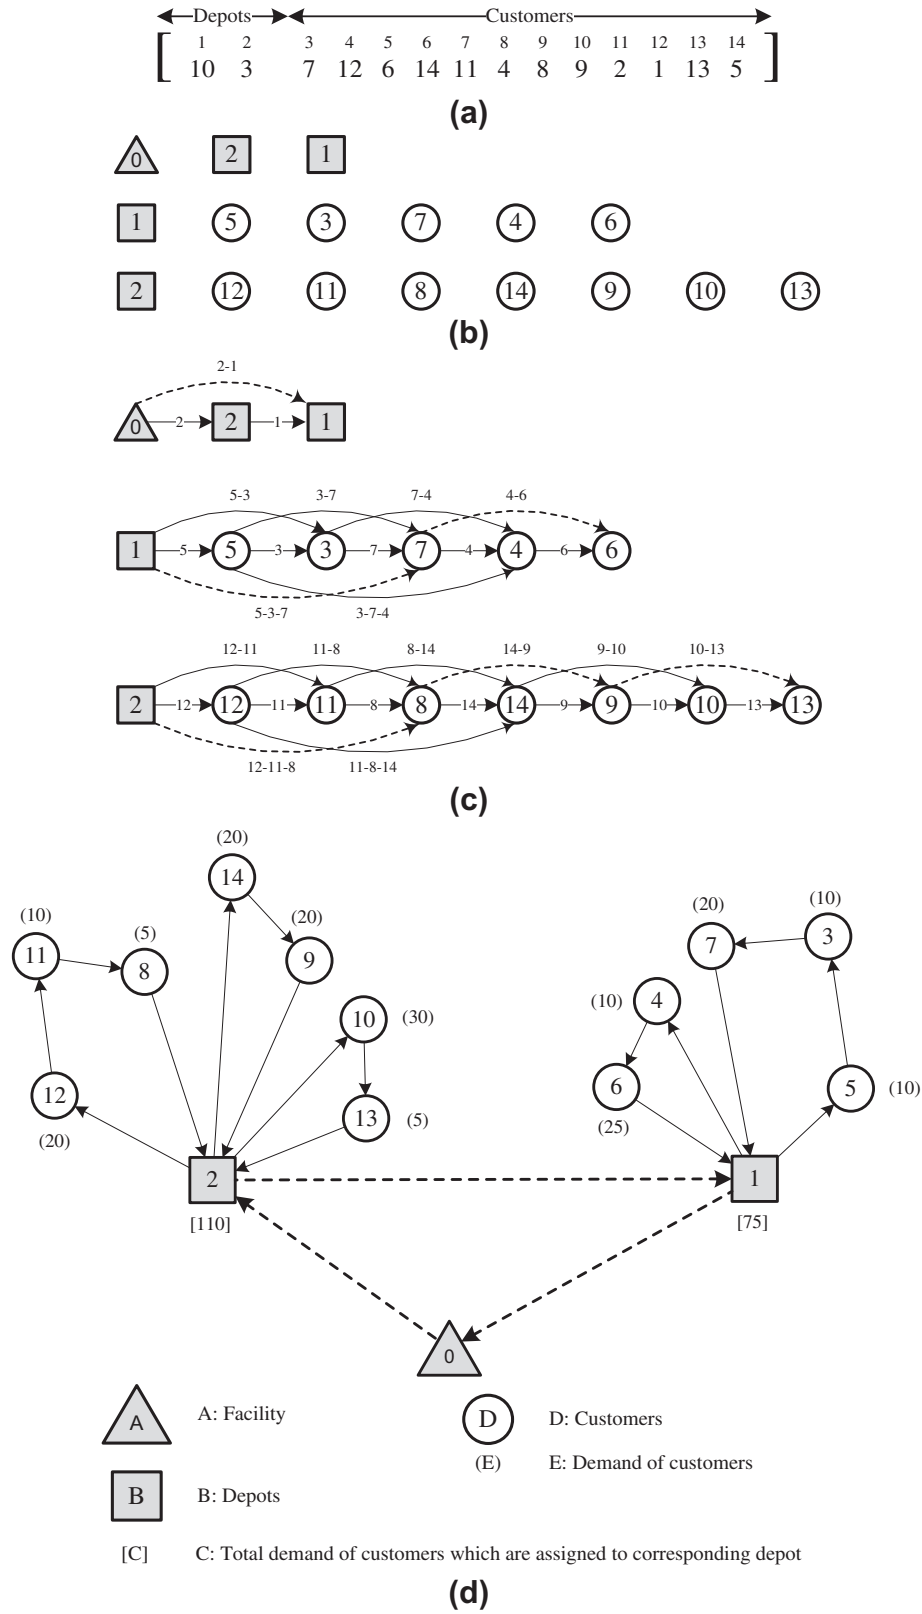 Depots Customers
1 2 3 4 5 6 7 8 9 10 11 12 13 14
10 3 7 12 6 14 11 4 8 9 2 1 13 5
(a)
0 2 1
1 5 3 7 4 6
2 12 11 8 14 9 10 13
(b)
2-1
0 2 2 1 1
5-3 3-7 7-4 4-6
1 5 5 3 3 7 7 4 4 6 6
5-3-7 3-7-4
12-11 11-8 8-14 14-9 9-10 10-13
2 12 12 11 11 8 8 14 14 9 9 10 10 13 13
12-11-8 11-8-14
(c)
(20)
14
(10) (5) (20) (20) (10)
11 8 9 7 3
10 (30) (10) 4
12 13 (5) 6 5 (10)
(20) (25)
2 1
[110] [75]
0
A A: Facility D D: Customers
(E) E: Demand of customers
B B: Depots
[C] C: Total demand of customers which are assigned to corresponding depot
(d)